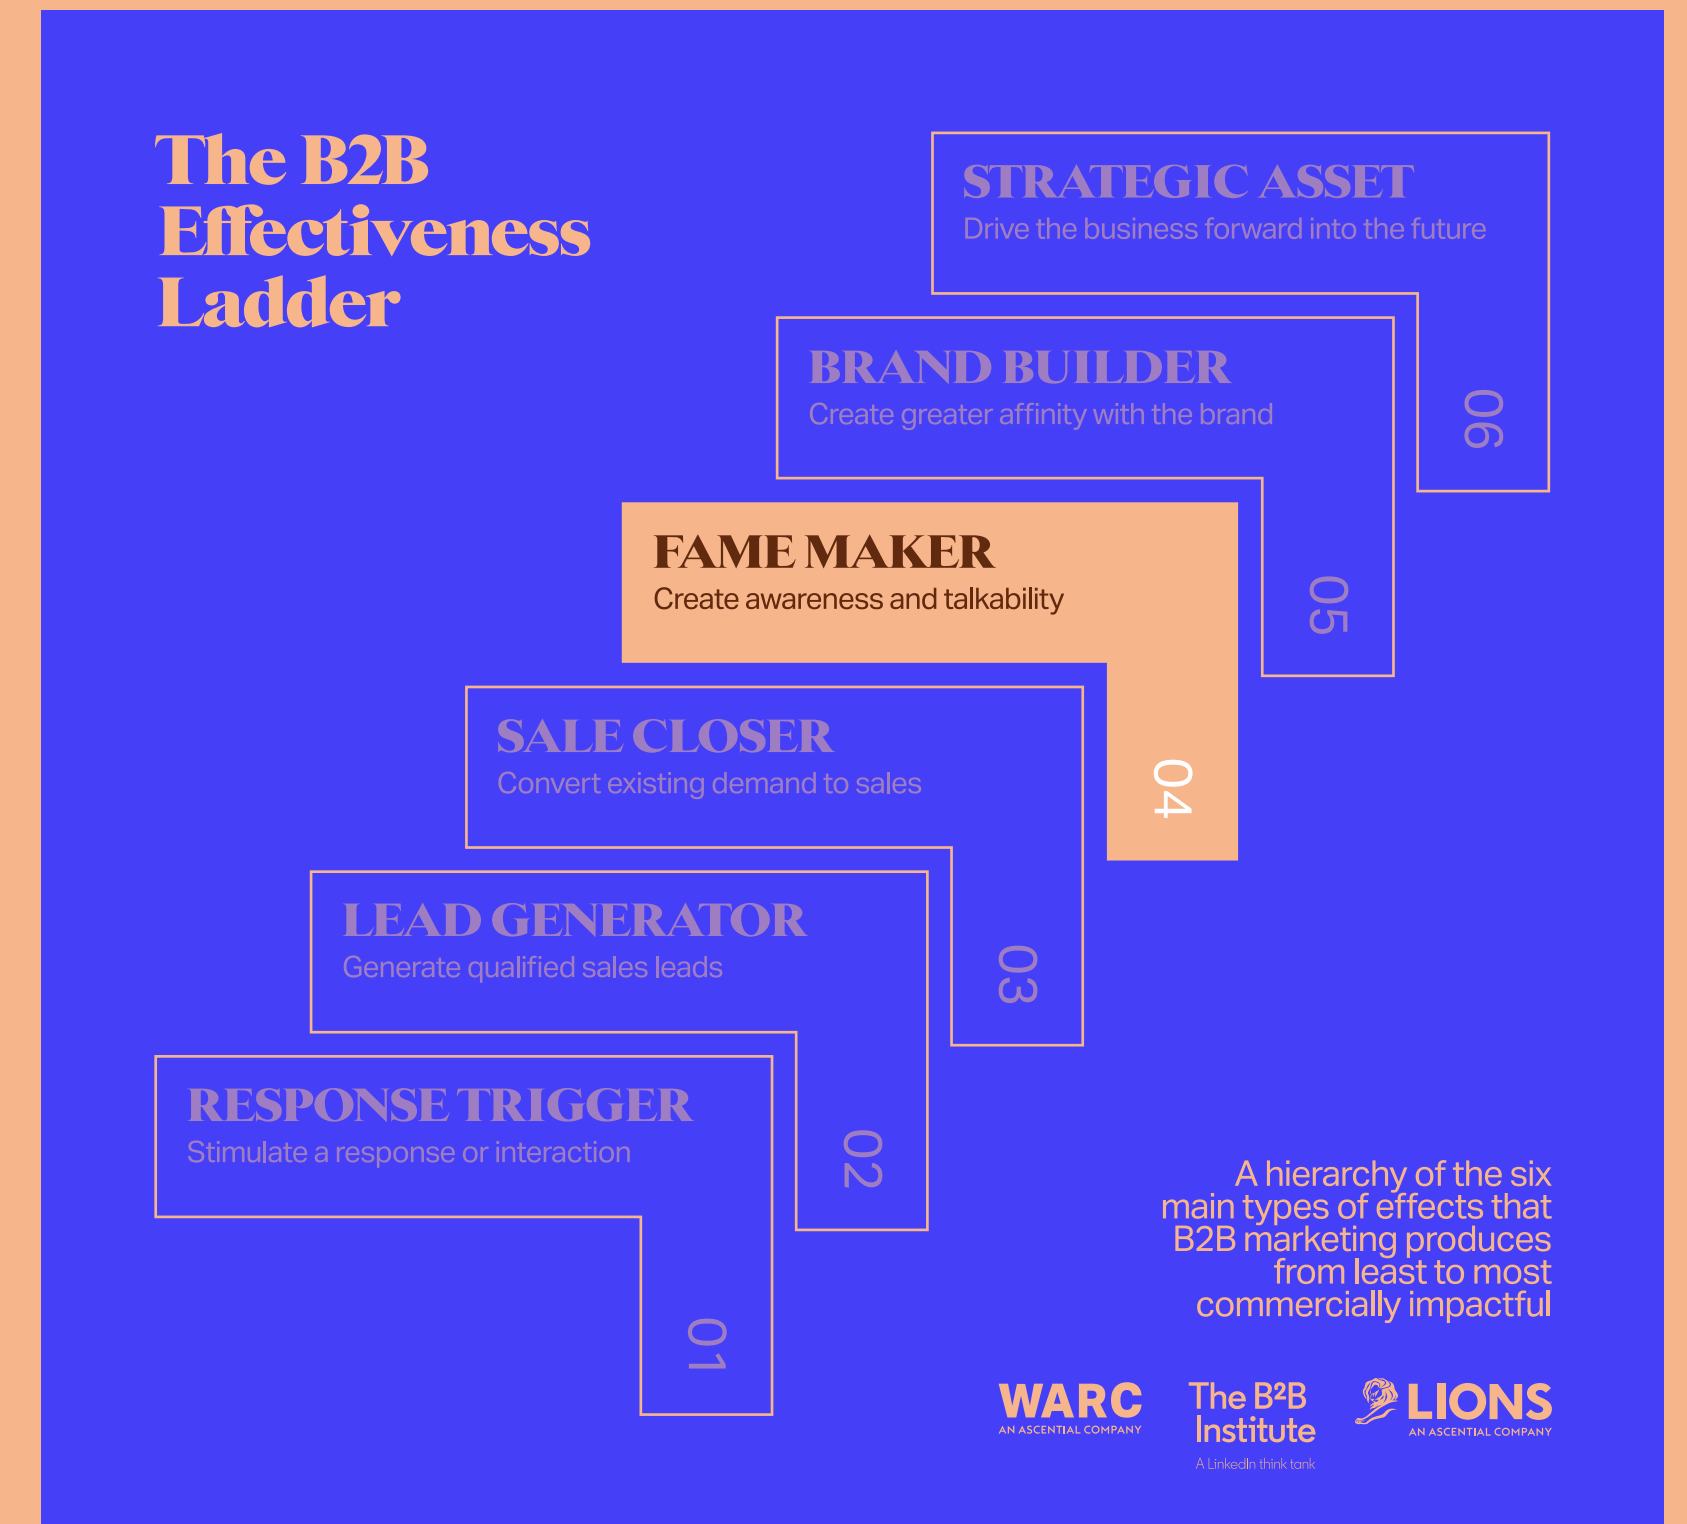 The B2B
Effectiveness
Ladder
STRATEGIC ASSET
Drive the business forward into the future
06
BRAND BUILDER
Create greater affinity with the brand
05
FAME MAKER
Create awareness and talkability
04
SALE CLOSER
Convert existing demand to sales
03
LEAD GENERATOR
Generate qualified sales leads
02
RESPONSE TRIGGER
Stimulate a response or interaction
01
A hierarchy of the six
main types of effects that
B2B marketing produces
from least to most
commercially impactful
WARC
AN ASCENTIAL COMPANY
The B²B
Institute
A LinkedIn think tank
LIONS
AN ASCENTIAL COMPANY